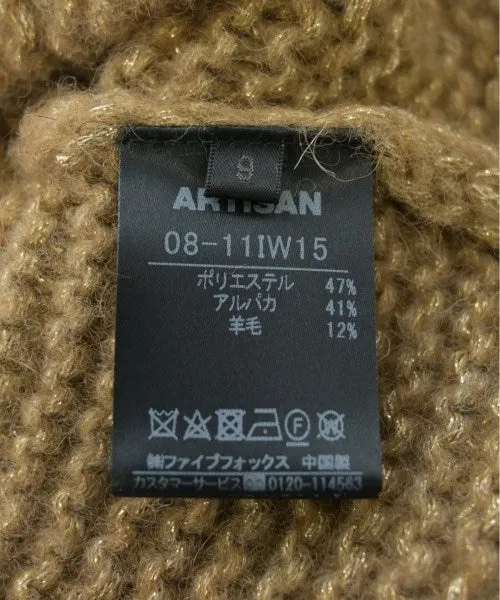 9
ARTISAN
08-11IW15
ポリエステル 47%
アルパカ 41%
羊毛 12%
F
㈱ファイブフォックス 中国製
カスタマーサービス 0120-114563